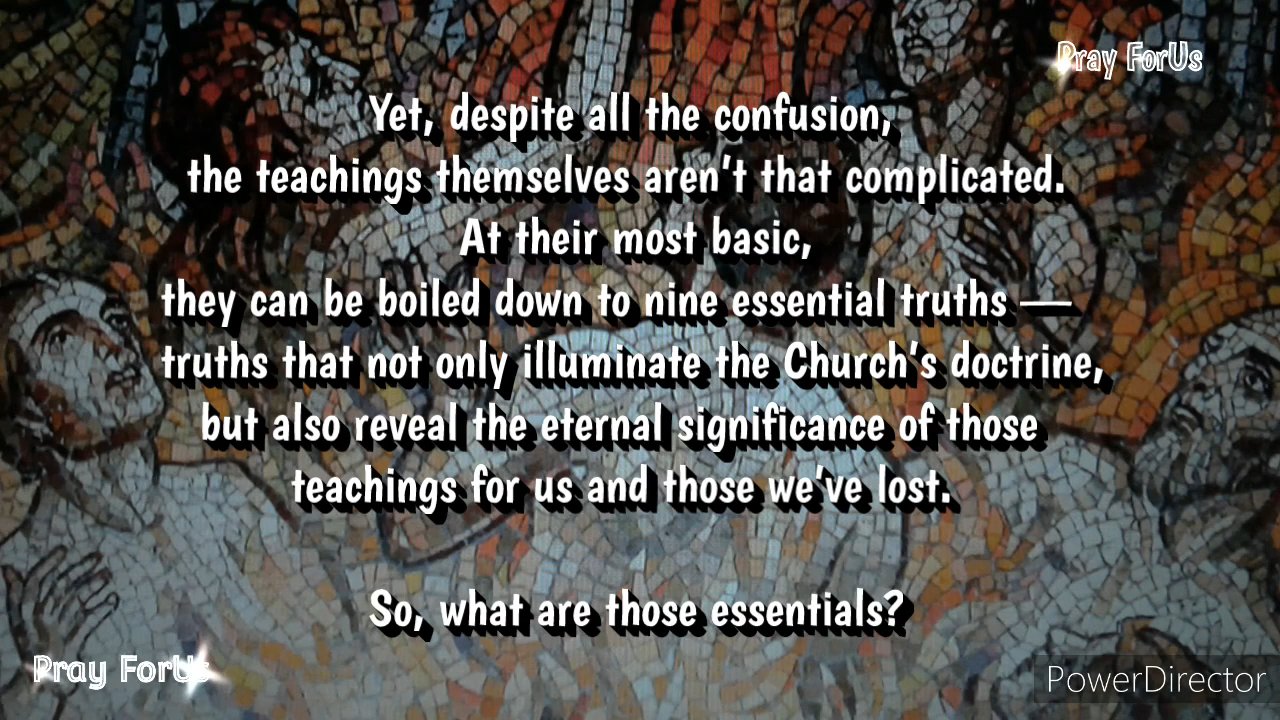 Pray ForUs
Yet, despite all the confusion,
the teachings themselves aren't that complicated.
At their most basic,
they can be boiled down to nine essential truths —
truths that not only illuminate the Church's doctrine,
but also reveal the eternal significance of those
teachings for us and those we've lost.
So, what are those essentials?
Pray ForUs
PowerDirector